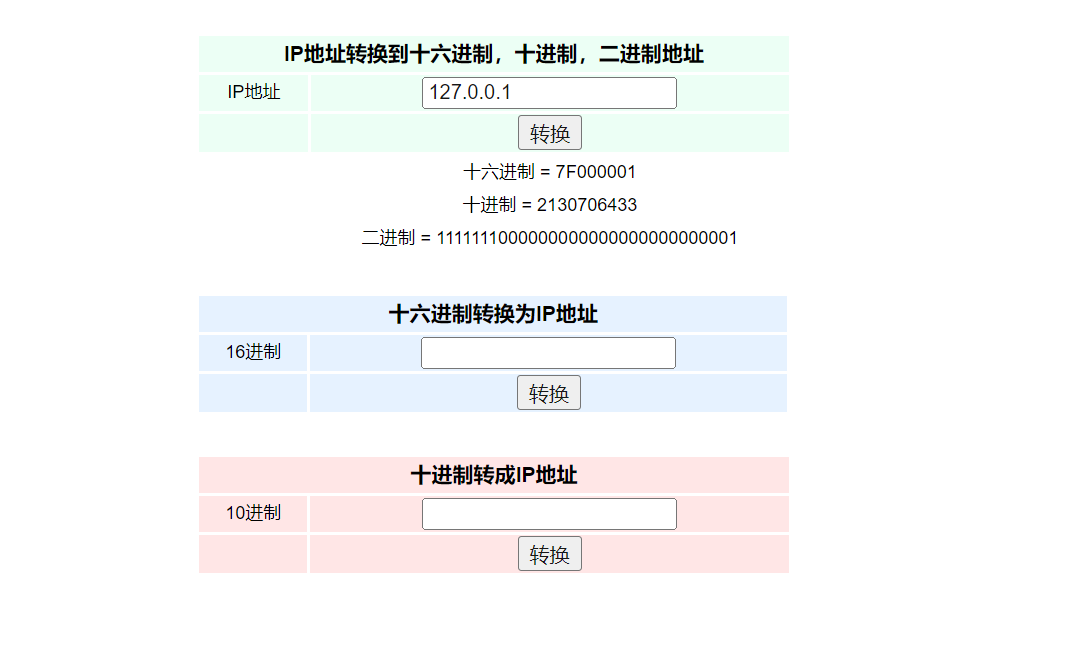 IP地址转换到十六进制，十进制，二进制地址
IP地址 127.0.0.1
转换
十六进制 = 7F000001
十进制 = 2130706433
二进制 = 1111111000000000000000000000001
十六进制转换为IP地址
16进制
转换
十进制转成IP地址
10进制
转换